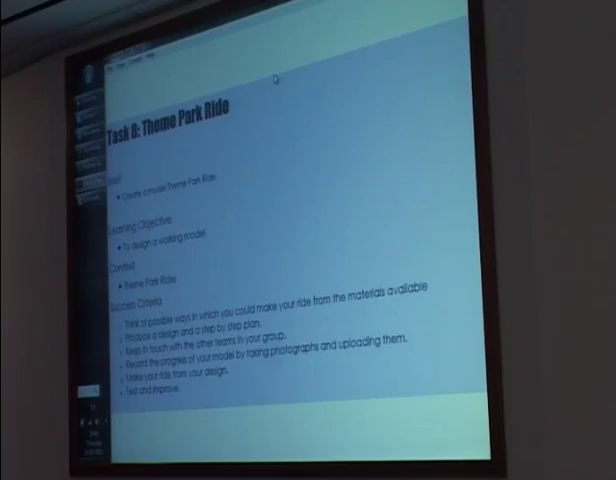 Task 8: Theme Park Ride
Brief
• Create a model Theme Park Ride
Learning Objective
• To design a working model
Context
• Theme Park Rides
Success Criteria
Think of possible ways in which you could make your ride from the materials available
• Produce a design and a step by step plan.
• Keep in touch with the other teams in your group.
• Record the progress of your model by taking photographs and uploading them.
• Make your ride from your design.
• Test and improve.